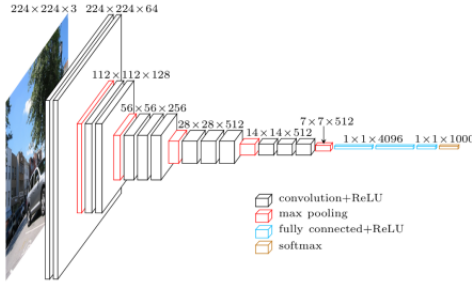 224×224×3 224×224×64
112×112×128
56×56×256
28×28×512
14×14×512
7×7×512
1×1×4096 1×1×1000
convolution+ReLU
max pooling
fully connected+ReLU
softmax